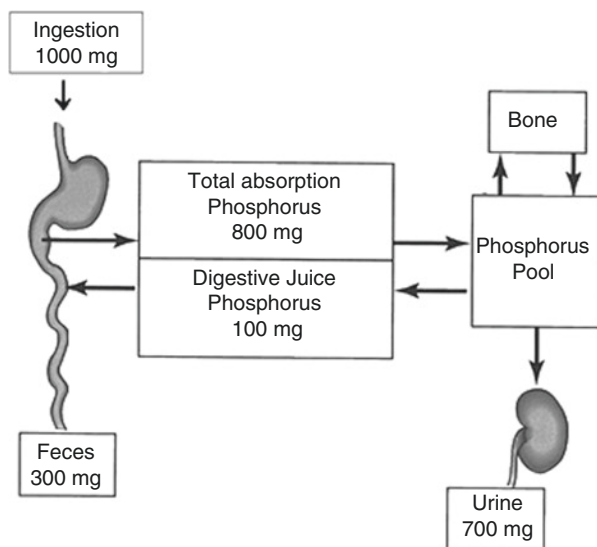 Ingestion
1000 mg
Bone
Total absorption
Phosphorus
800 mg
Phosphorus
Pool
Digestive Juice
Phosphorus
100 mg
Feces
300 mg
Urine
700 mg